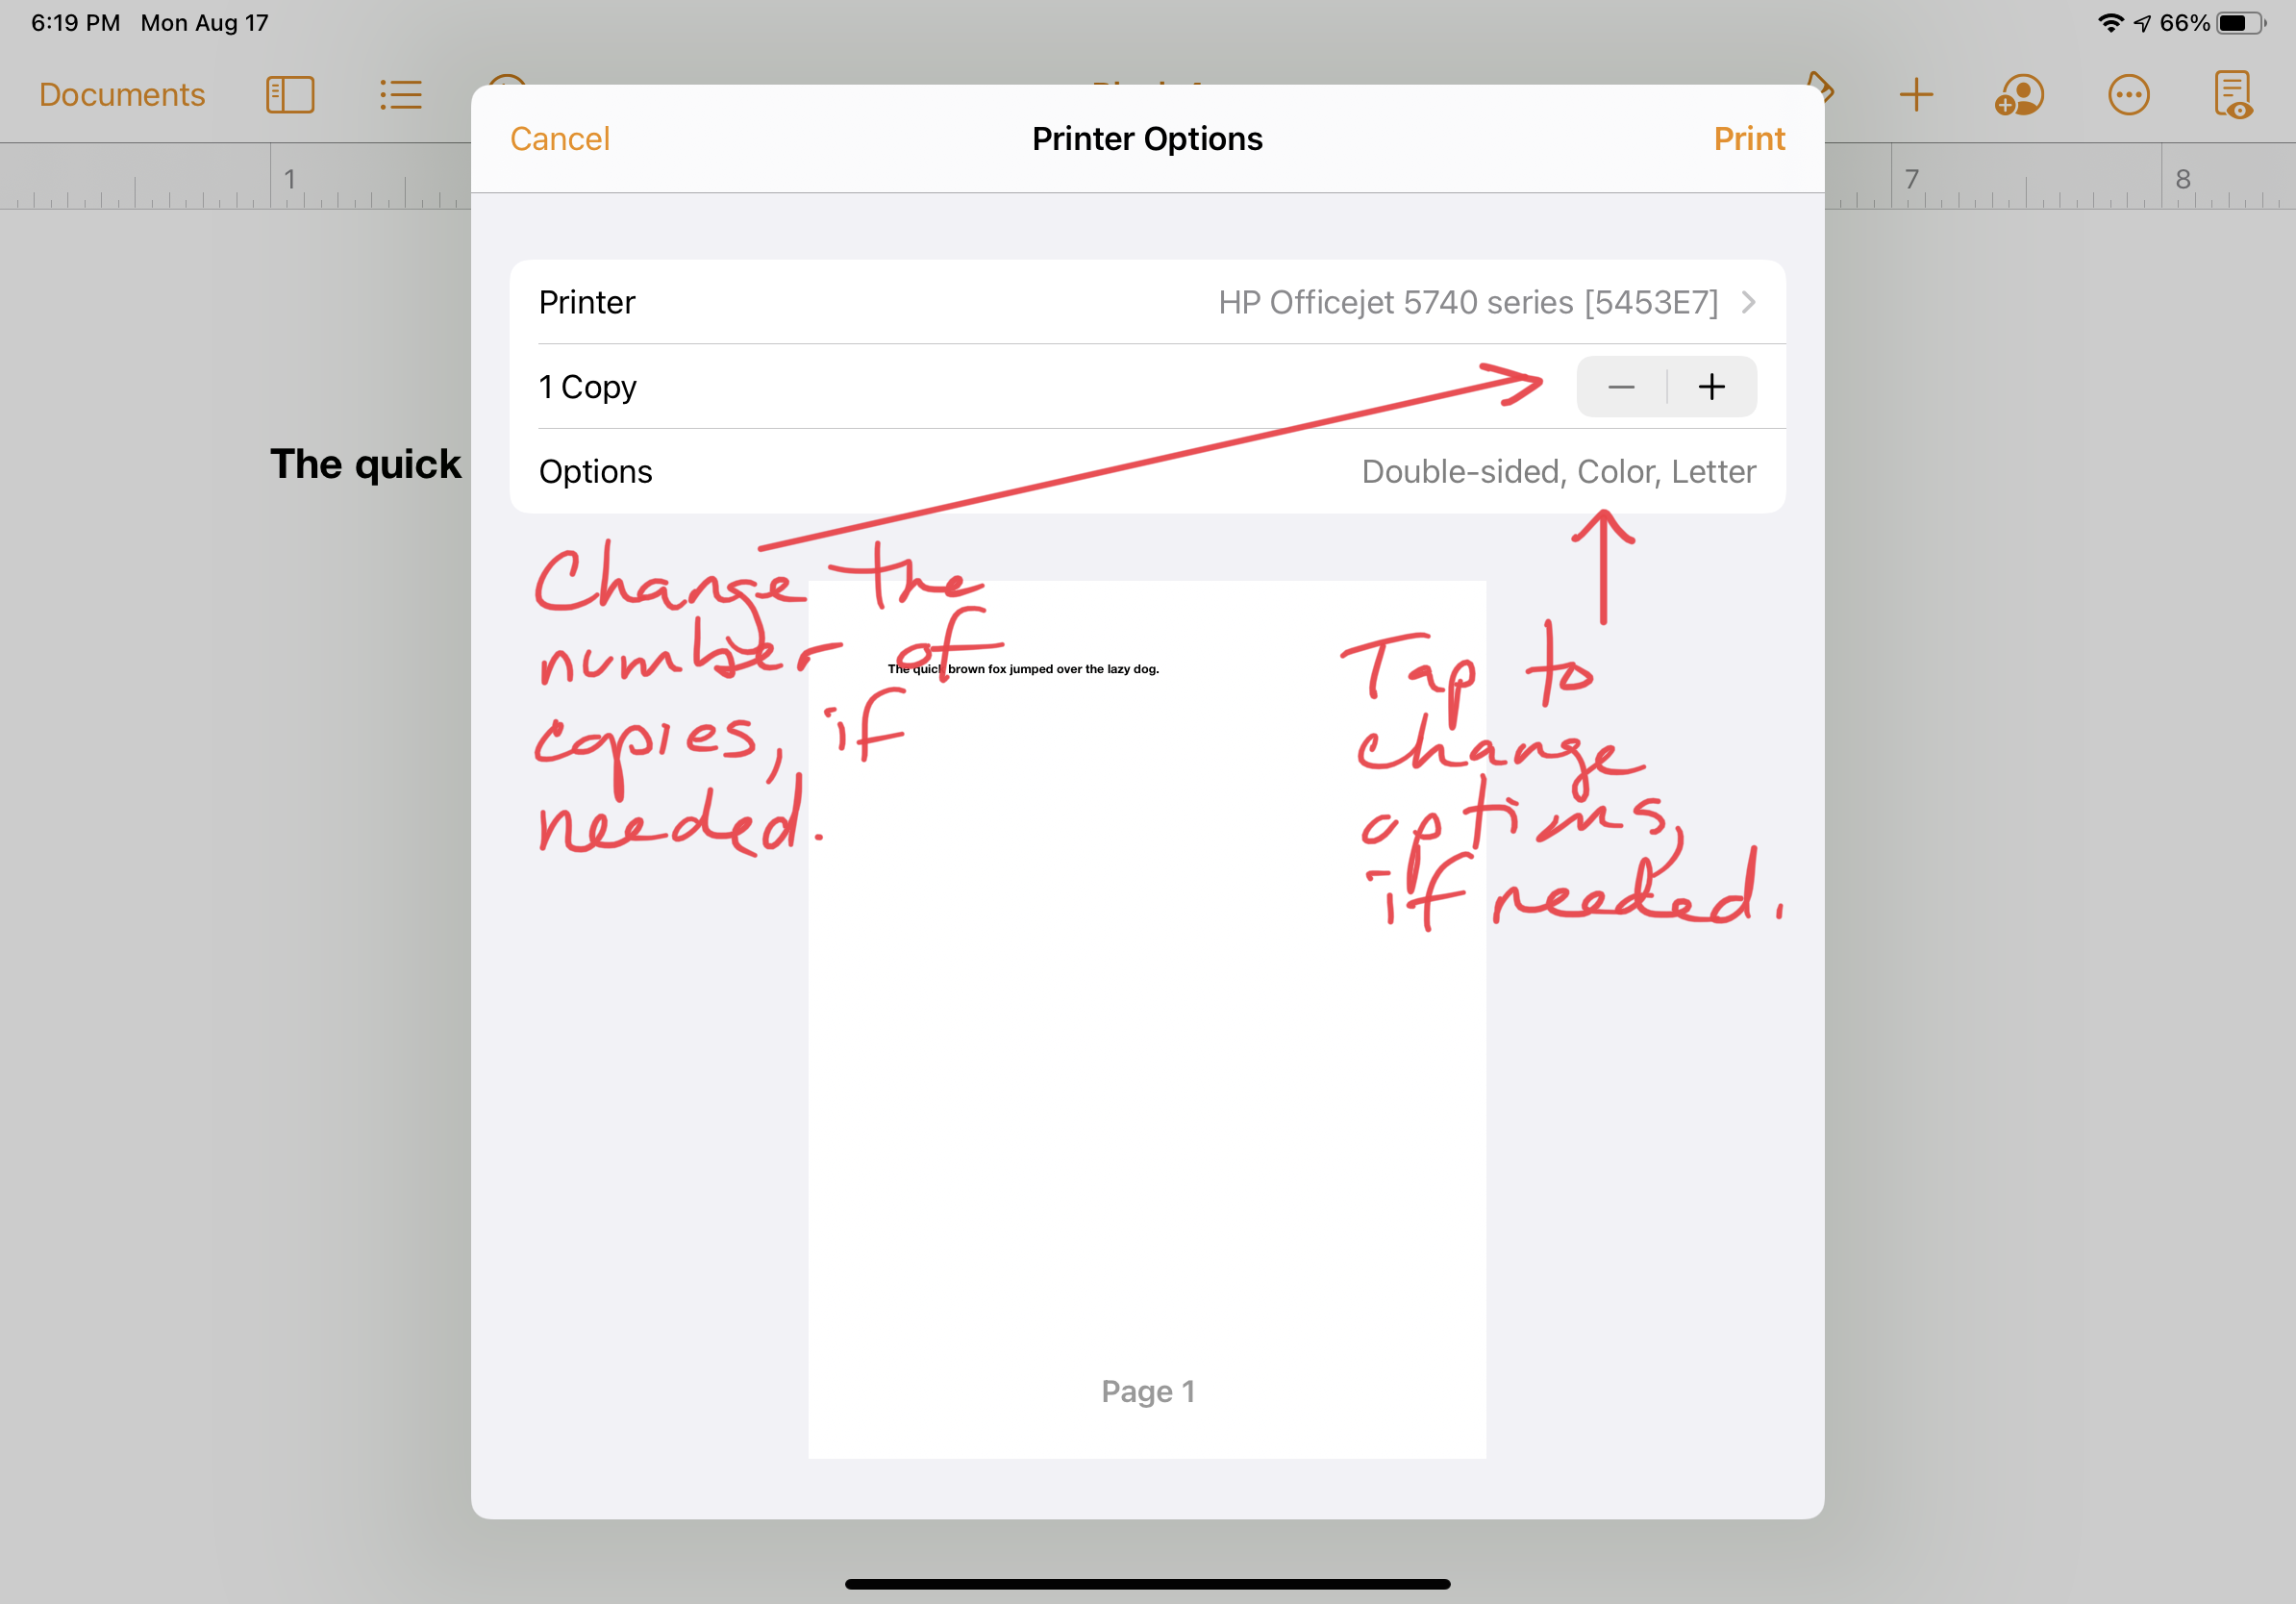 6:19 PM Mon Aug 17
66%
Documents
Cancel
Printer Options
Print
1
7
8
Printer
HP Officejet 5740 series [5453E7]
1 Copy
Options
Double-sided, Color, Letter
The quick
Change the
number of
copies, if
needed.
Tap to
change
options,
if needed.
The quick brown fox jumped over the lazy dog.
Page 1